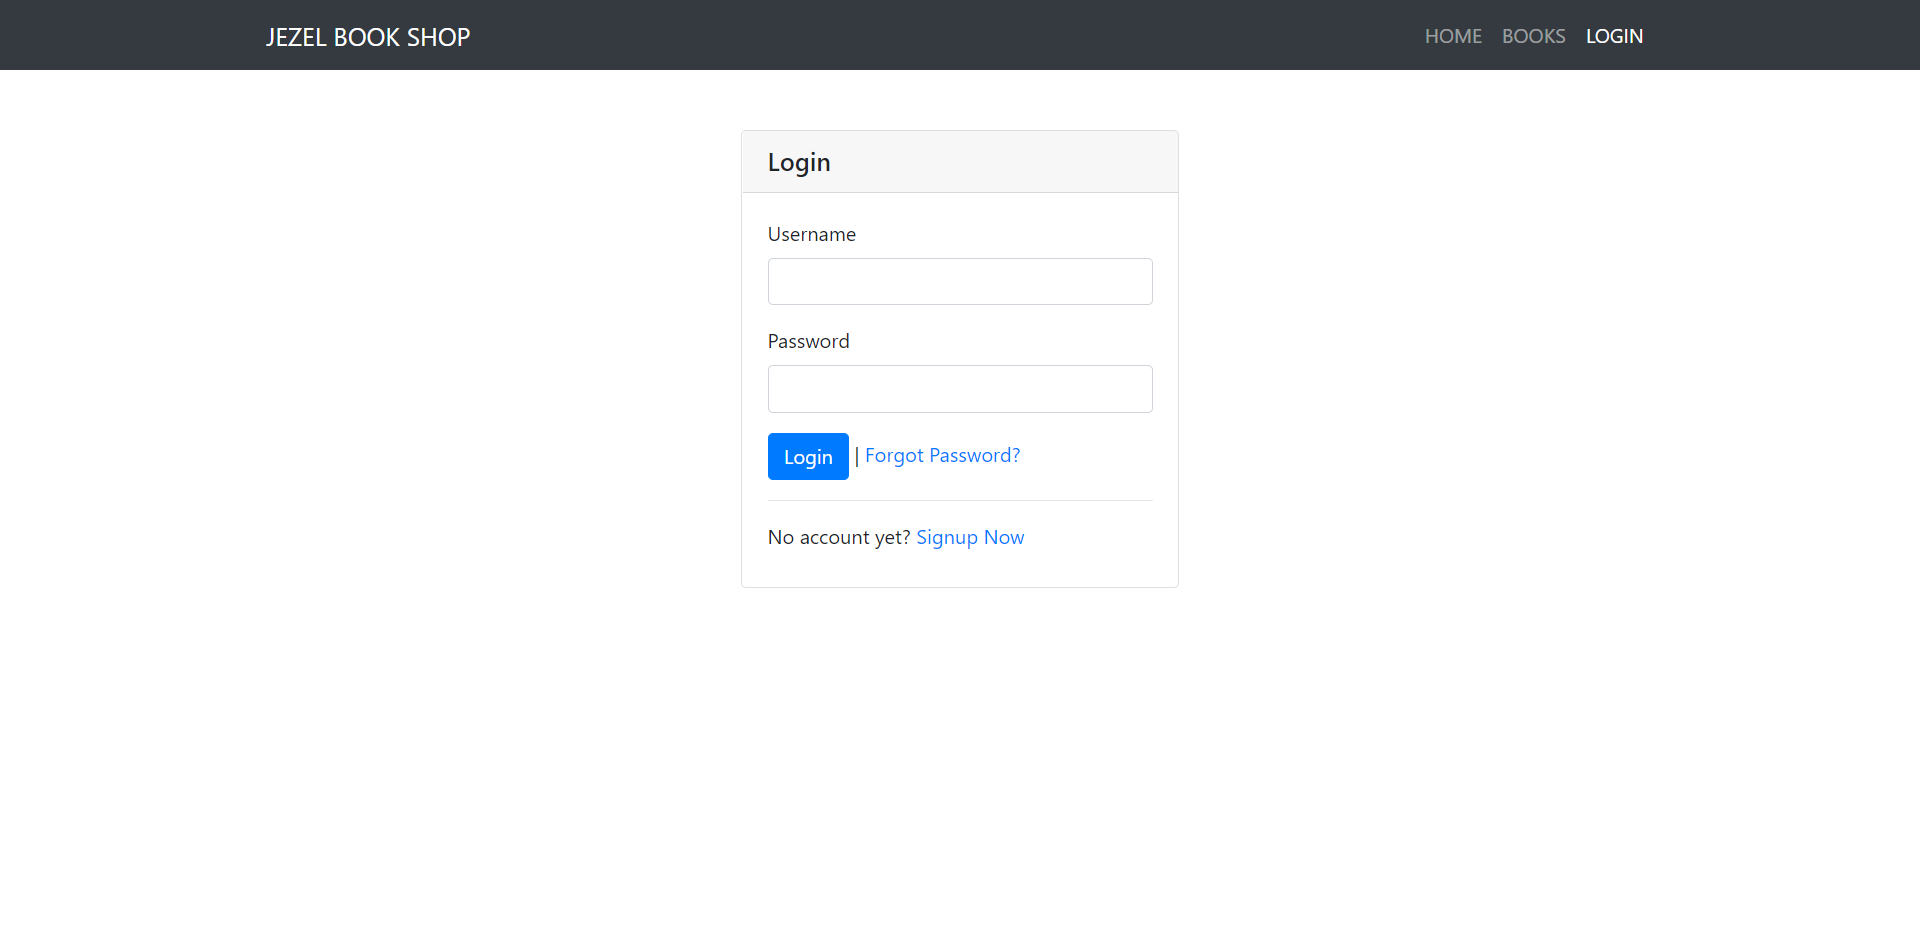 JEZEL BOOK SHOP HOME BOOKS LOGIN
Login
Username
Password
Login | Forgot Password?
No account yet? Signup Now